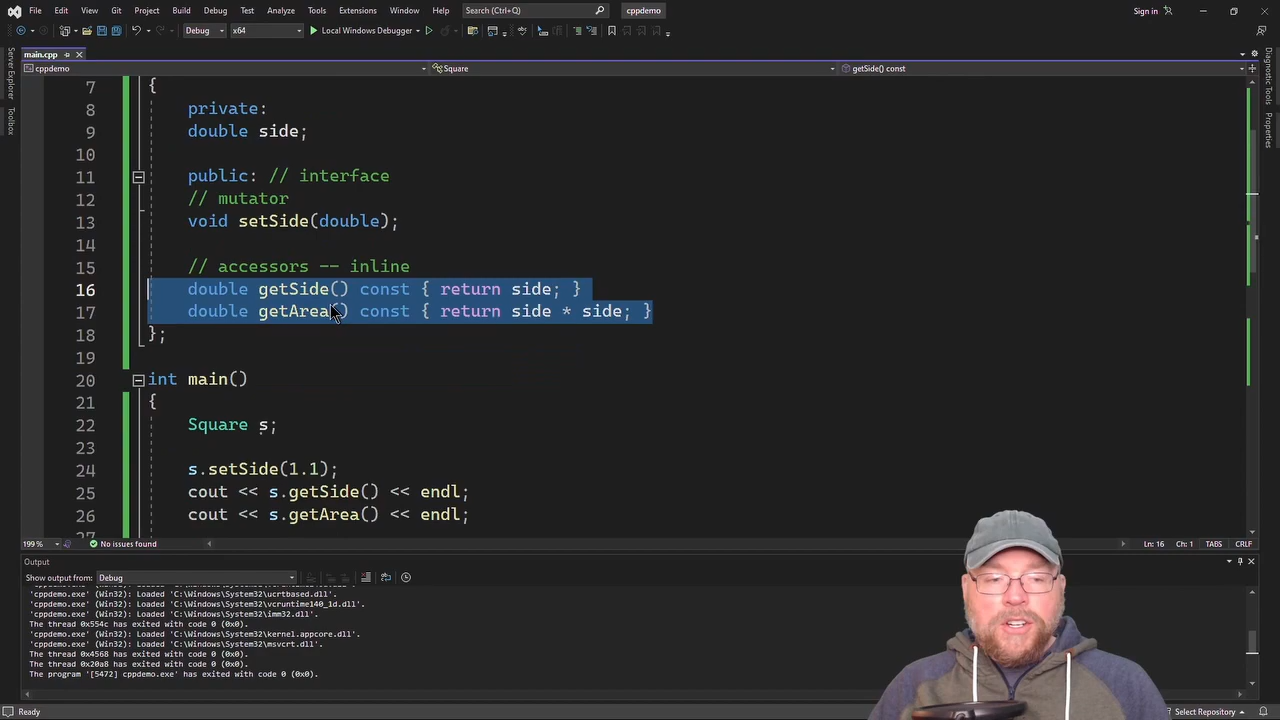 File Edit View Git Project Build Debug Test Analyze Tools Extensions Window Help Search (Ctrl+Q) cppdemo Sign in
Debug x64 Local Windows Debugger
main.cpp
cppdemo Square getSide() const
Server Explorer
Toolbox
Diagnostic Tools
Properties
7 {
8 private:
9 double side;
10
11 public: // interface
12 // mutator
13 void setSide(double);
14
15 // accessors -- inline
16 double getSide() const { return side; }
17 double getArea() const { return side * side; }
18 };
19
20 int main()
21 {
22 Square s;
23
24 s.setSide(1.1);
25 cout << s.getSide() << endl;
26 cout << s.getArea() << endl;
199 % No issues found Ln: 16 Ch: 1 TABS CRLF
Output
Show output from: Debug
'cppdemo.exe' (Win32): Loaded 'C:\Windows\System32\ucrtbased.dll'.
'cppdemo.exe' (Win32): Loaded 'C:\Windows\System32\vcruntime140_1d.dll'.
'cppdemo.exe' (Win32): Loaded 'C:\Windows\System32\imm32.dll'.
The thread 0x554c has exited with code 0 (0x0).
'cppdemo.exe' (Win32): Loaded 'C:\Windows\System32\kernel.appcore.dll'.
'cppdemo.exe' (Win32): Loaded 'C:\Windows\System32\msvcrt.dll'.
The thread 0x4568 has exited with code 0 (0x0).
The thread 0x20a8 has exited with code 0 (0x0).
The program '[5472] cppdemo.exe' has exited with code 0 (0x0).
Ready Select Repository